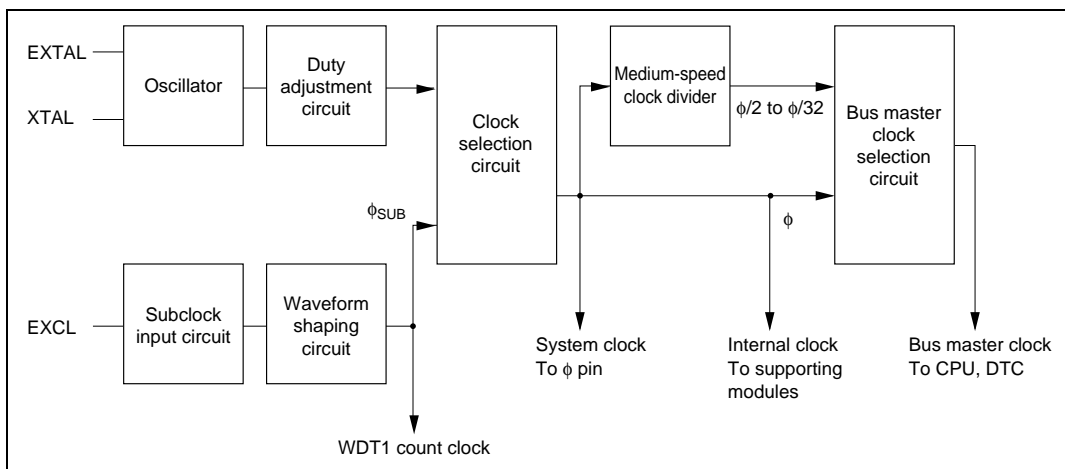 EXTAL
XTAL
Oscillator
Duty
adjustment
circuit
Clock
selection
circuit
Medium-speed
clock divider
ϕ/2 to ϕ/32
Bus master
clock
selection
circuit
ϕSUB
ϕ
EXCL
Subclock
input circuit
Waveform
shaping
circuit
System clock
To ϕ pin
Internal clock
To supporting
modules
Bus master clock
To CPU, DTC
WDT1 count clock